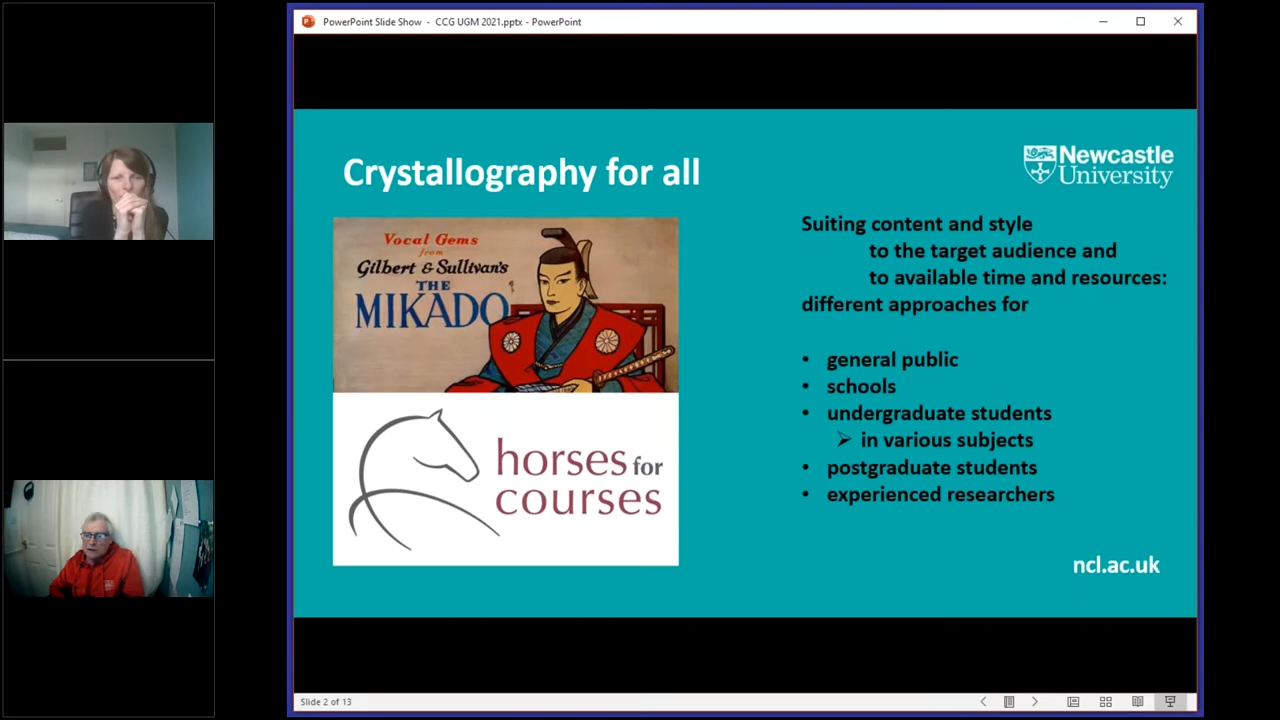 PowerPoint Slide Show - CCG UGM 2021.pptx - PowerPoint
Crystallography for all
Newcastle
University
Vocal Gems
from
Gilbert & Sullivan's
THE
MIKADO
horses for
courses
Suiting content and style
to the target audience and
to available time and resources:
different approaches for
• general public
• schools
• undergraduate students
➢ in various subjects
• postgraduate students
• experienced researchers
ncl.ac.uk
Slide 2 of 13